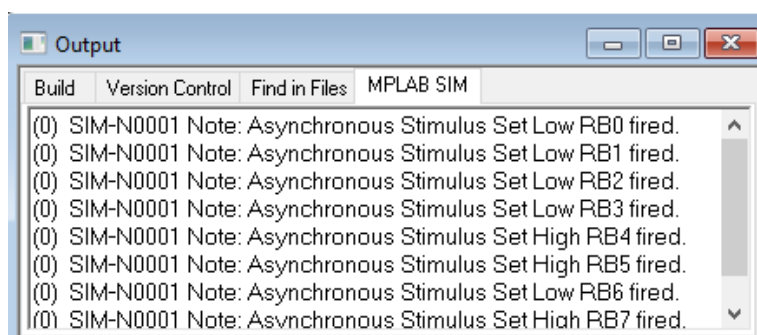 Output
Build Version Control Find in Files MPLAB SIM
(0) SIM-N0001 Note: Asynchronous Stimulus Set Low RB0 fired.
(0) SIM-N0001 Note: Asynchronous Stimulus Set Low RB1 fired.
(0) SIM-N0001 Note: Asynchronous Stimulus Set Low RB2 fired.
(0) SIM-N0001 Note: Asynchronous Stimulus Set Low RB3 fired.
(0) SIM-N0001 Note: Asynchronous Stimulus Set High RB4 fired.
(0) SIM-N0001 Note: Asynchronous Stimulus Set High RB5 fired.
(0) SIM-N0001 Note: Asynchronous Stimulus Set Low RB6 fired.
(0) SIM-N0001 Note: Asynchronous Stimulus Set High RB7 fired.